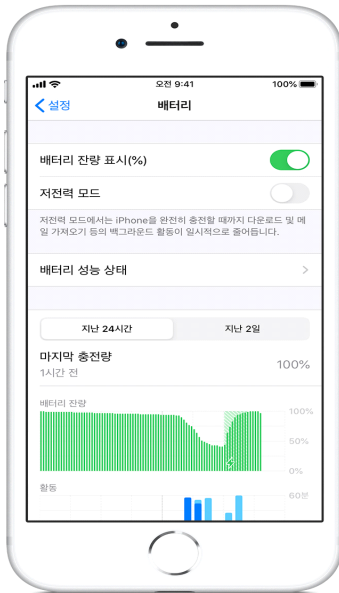 오전 9:41
100%
설정
배터리
배터리 잔량 표시(%)
저전력 모드
저전력 모드에서는 iPhone을 완전히 충전할 때까지 다운로드 및 메
일 가져오기 등의 백그라운드 활동이 일시적으로 줄어듭니다.
배터리 성능 상태
지난 24시간
지난 2일
마지막 충전량
1시간 전
100%
배터리 잔량
100%
50%
0%
활동
60분